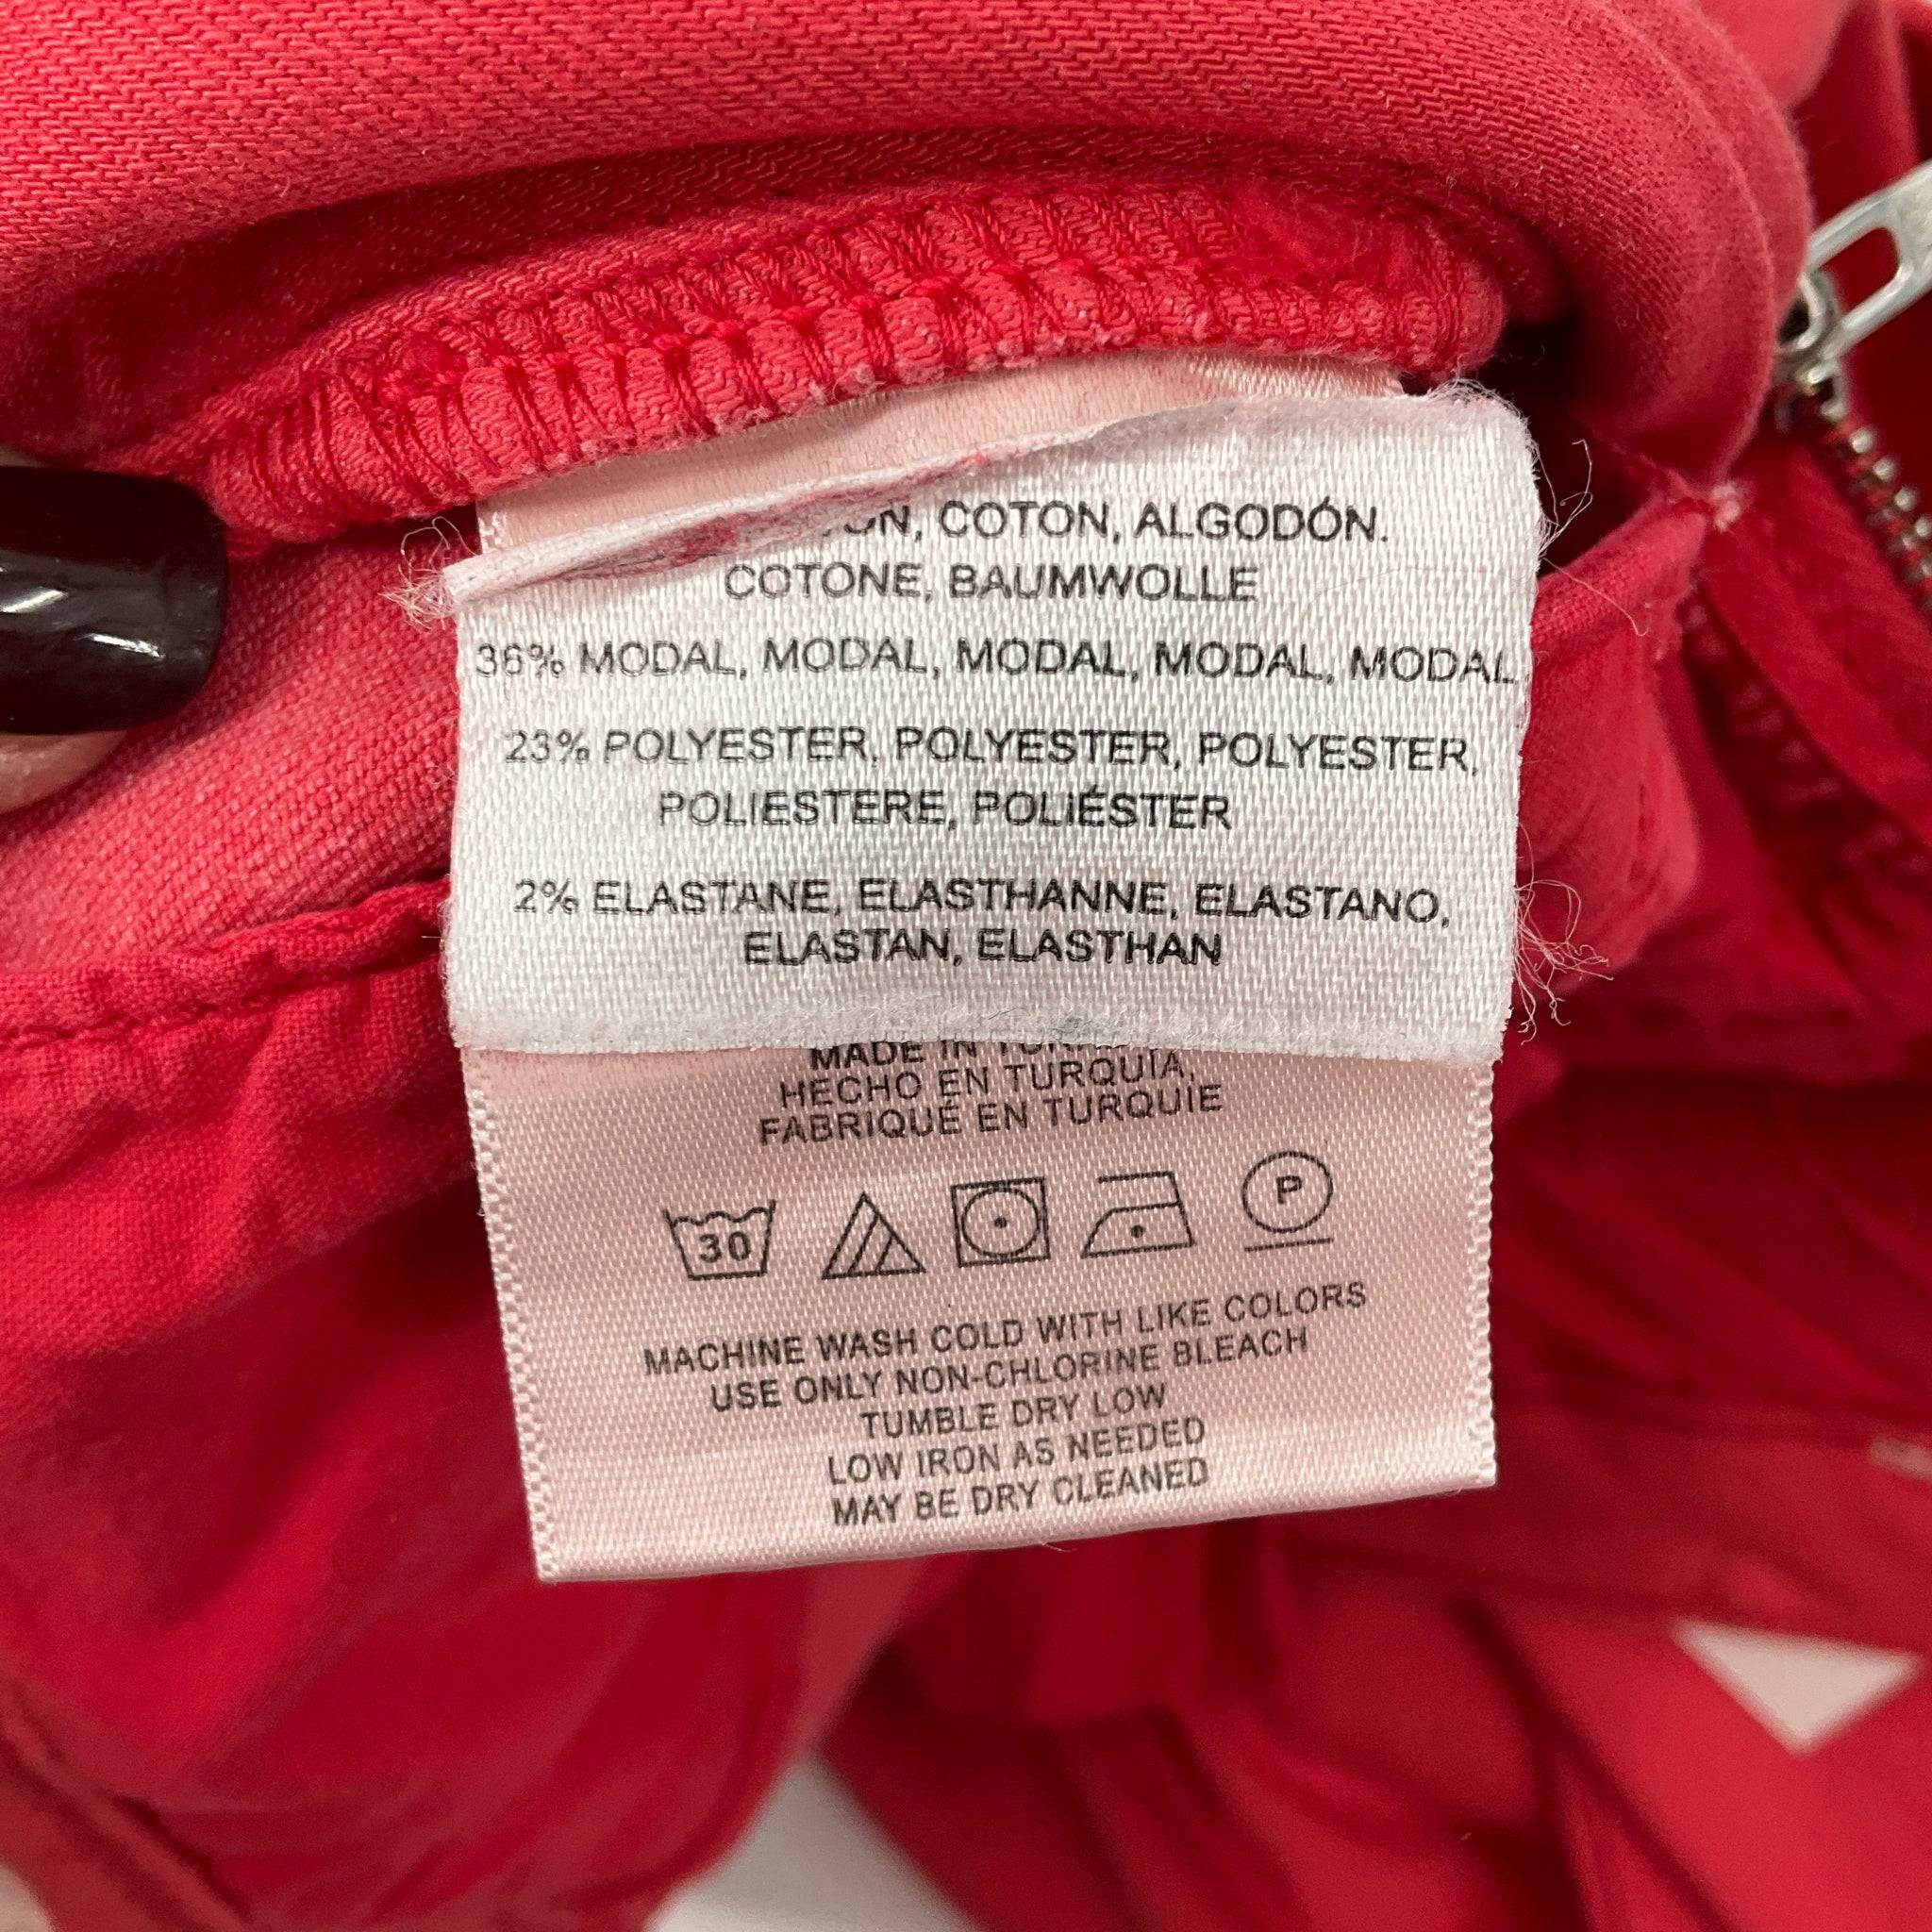 COTON, ALGODÓN.
COTONE, BAUMWOLLE
36% MODAL, MODAL, MODAL, MODAL, MODAL
23% POLYESTER, POLYESTER, POLYESTER,
POLIESTERE, POLIÉSTER
2% ELASTANE, ELASTHANNE, ELASTANO,
ELASTAN, ELASTHAN
MADE IN
HECHO EN TURQUIA,
FABRIQUÉ EN TURQUIE
30 P
MACHINE WASH COLD WITH LIKE COLORS
USE ONLY NON-CHLORINE BLEACH
TUMBLE DRY LOW
LOW IRON AS NEEDED
MAY BE DRY CLEANED